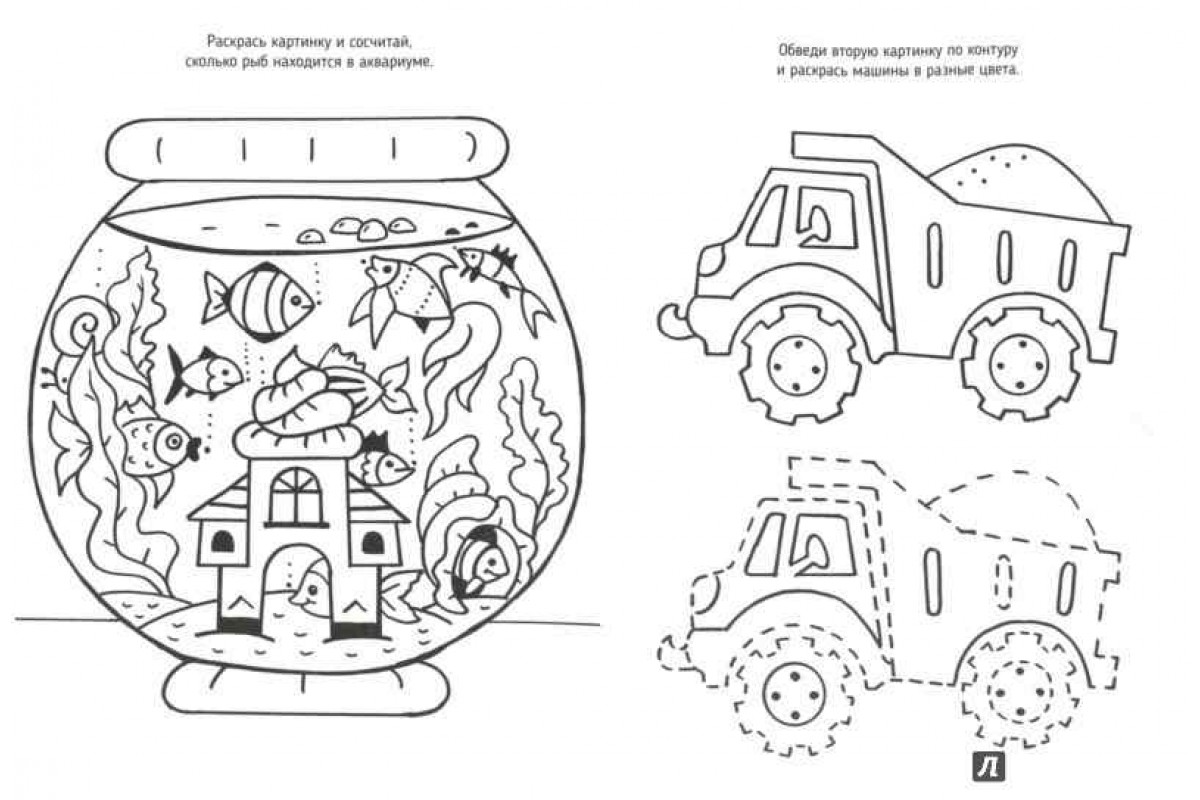 Раскрась картинку и сосчитай,
сколько рыб находится в аквариуме.
Обведи вторую картинку по контуру
и раскрась машины в разные цвета.
Л